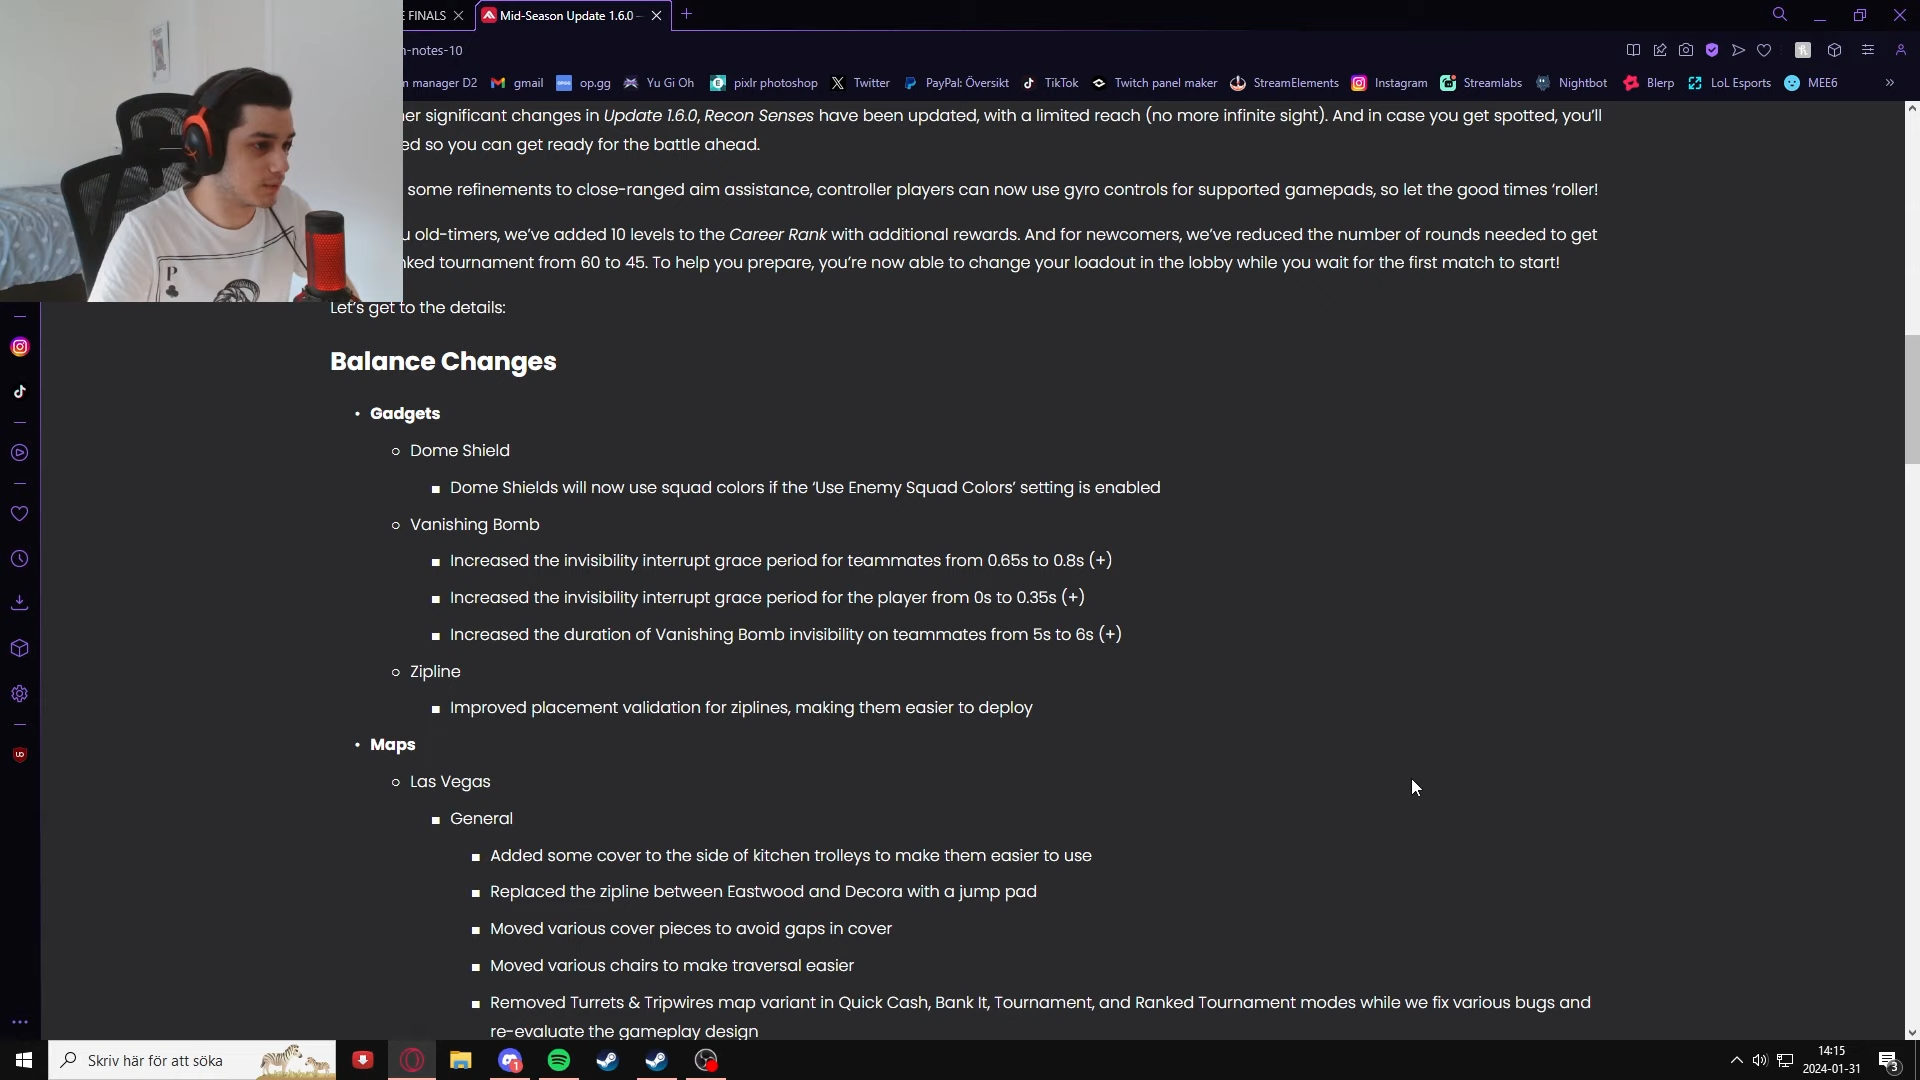 E FINALS
Mid-Season Update 1.6.0 –
-notes-10
m manager D2
gmail
op.gg
Yu Gi Oh
pixlr photoshop
Twitter
PayPal: Översikt
TikTok
Twitch panel maker
StreamElements
Instagram
Streamlabs
Nightbot
Blerp
LoL Esports
MEE6
er significant changes in Update 1.6.0, Recon Senses have been updated, with a limited reach (no more infinite sight). And in case you get spotted, you’ll
ed so you can get ready for the battle ahead.
some refinements to close-ranged aim assistance, controller players can now use gyro controls for supported gamepads, so let the good times ‘roller!
u old-timers, we’ve added 10 levels to the Career Rank with additional rewards. And for newcomers, we’ve reduced the number of rounds needed to get
nked tournament from 60 to 45. To help you prepare, you’re now able to change your loadout in the lobby while you wait for the first match to start!
Let’s get to the details:
Balance Changes
• Gadgets
Dome Shield
Dome Shields will now use squad colors if the ‘Use Enemy Squad Colors’ setting is enabled
Vanishing Bomb
Increased the invisibility interrupt grace period for teammates from 0.65s to 0.8s (+)
Increased the invisibility interrupt grace period for the player from 0s to 0.35s (+)
Increased the duration of Vanishing Bomb invisibility on teammates from 5s to 6s (+)
Zipline
Improved placement validation for ziplines, making them easier to deploy
• Maps
Las Vegas
General
Added some cover to the side of kitchen trolleys to make them easier to use
Replaced the zipline between Eastwood and Decora with a jump pad
Moved various cover pieces to avoid gaps in cover
Moved various chairs to make traversal easier
Removed Turrets & Tripwires map variant in Quick Cash, Bank It, Tournament, and Ranked Tournament modes while we fix various bugs and
re-evaluate the gameplay design
P
Skriv här för att söka
1
14:15
2024-01-31
3